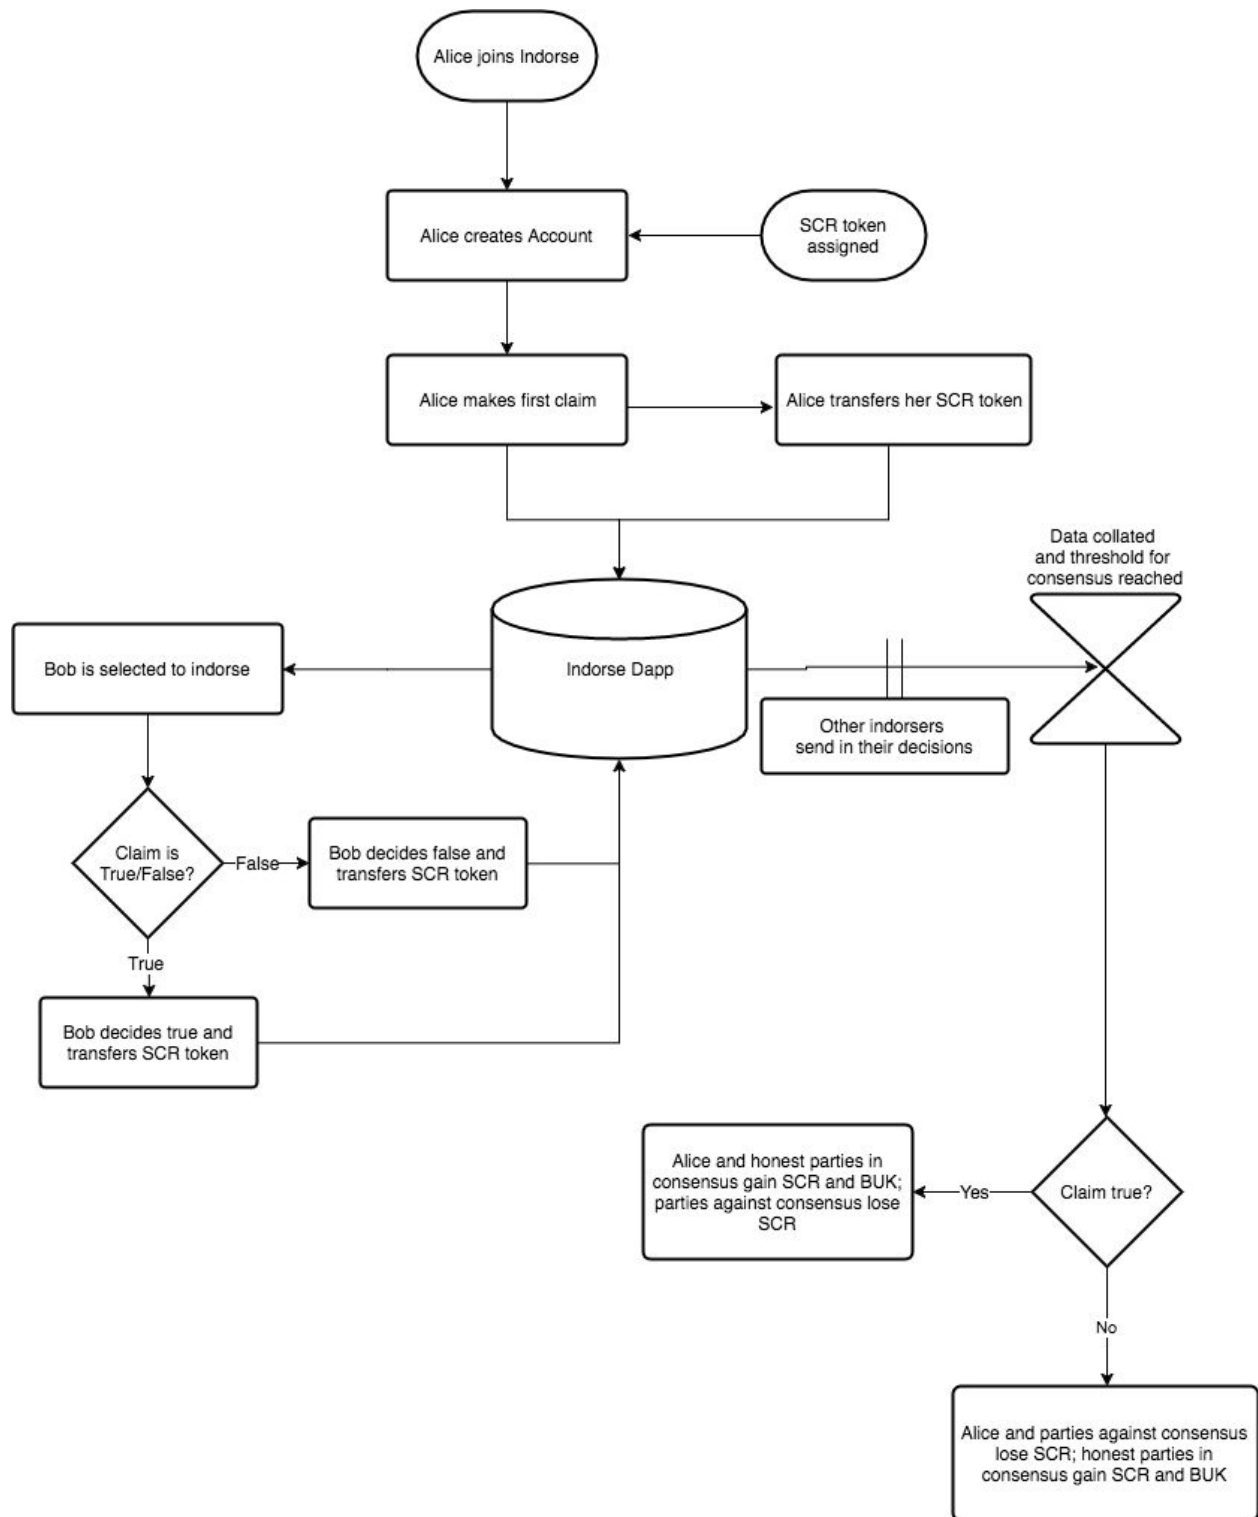 Alice joins Indorse
Alice creates Account
SCR token
assigned
Alice makes first claim
Alice transfers her SCR token
Data collated
and threshold for
consensus reached
Bob is selected to indorse
Indorse Dapp
Other indorsers
send in their decisions
Claim is
True/False?
False
Bob decides false and
transfers SCR token
True
Bob decides true and
transfers SCR token
Alice and honest parties in
consensus gain SCR and BUK;
parties against consensus lose
SCR
Yes
Claim true?
No
Alice and parties against consensus
lose SCR; honest parties in
consensus gain SCR and BUK